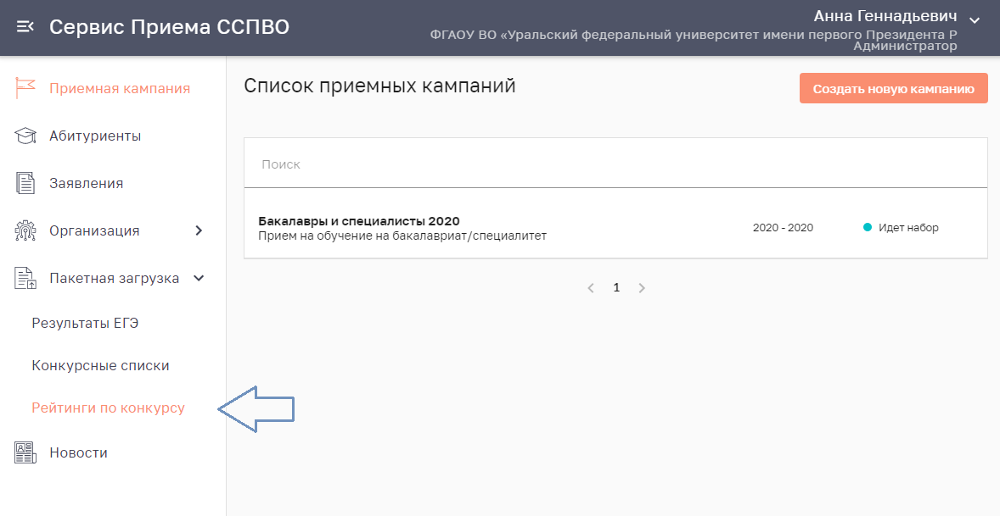 Сервис Приема ССПВО
Анна Геннадьевич
ФГАОУ ВО «Уральский федеральный университет имени первого Президента Р
Администратор
Приемная кампания
Абитуриенты
Заявления
Организация
Пакетная загрузка
Результаты ЕГЭ
Конкурсные списки
Рейтинги по конкурсу
Новости
Список приемных кампаний
Создать новую кампанию
Поиск
Бакалавры и специалисты 2020
Прием на обучение на бакалавриат/специалитет
2020 - 2020
Идет набор
1